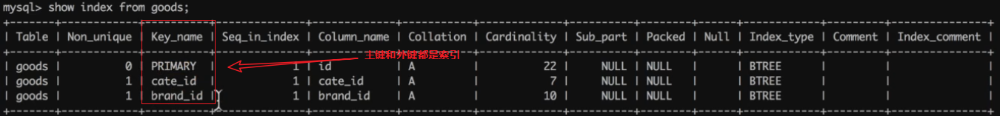 mysql> show index from goods;
+-------+------------+----------+--------------+-------------+-----------+-------------+----------+--------+------+------------+---------+---------------+
| Table | Non_unique | Key_name | Seq_in_index | Column_name | Collation | Cardinality | Sub_part | Packed | Null | Index_type | Comment | Index_comment |
+-------+------------+----------+--------------+-------------+-----------+-------------+----------+--------+------+------------+---------+---------------+
主键和外键都是索引
| goods | 0 | PRIMARY | 1 | id | A | 22 | NULL | NULL | | BTREE | | |
| goods | 1 | cate_id | 1 | cate_id | A | 7 | NULL | NULL | | BTREE | | |
| goods | 1 | brand_id | 1 | brand_id | A | 10 | NULL | NULL | | BTREE | | |
+-------+------------+----------+--------------+-------------+-----------+-------------+----------+--------+------+------------+---------+---------------+